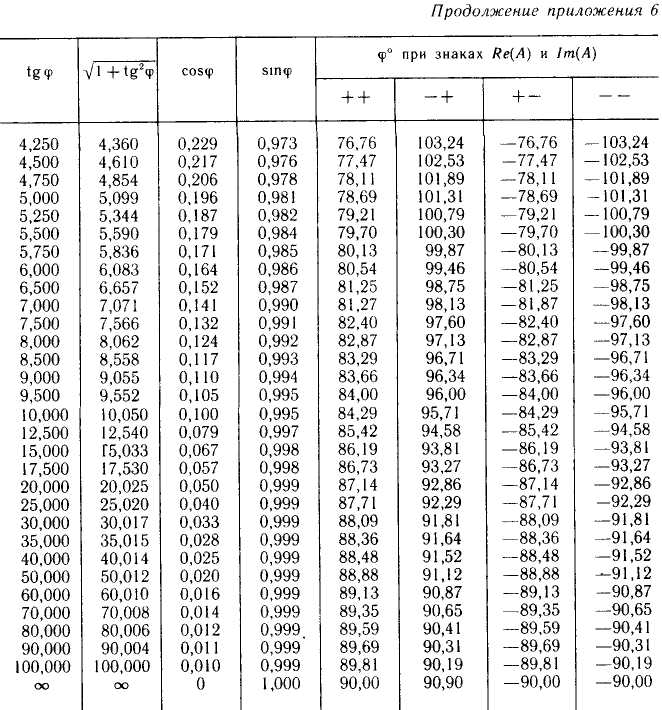 Продолжение приложения 6
tg φ √1 + tg²φ cosφ sinφ φ° при знаках Re(A) и Im(A)
++ −+ +− −−
4,250 4,360 0,229 0,973 76,76 103,24 —76,76 —103,24
4,500 4,610 0,217 0,976 77,47 102,53 —77,47 —102,53
4,750 4,854 0,206 0,978 78,11 101,89 —78,11 —101,89
5,000 5,099 0,196 0,981 78,69 101,31 —78,69 —101,31
5,250 5,344 0,187 0,982 79,21 100,79 —79,21 —100,79
5,500 5,590 0,179 0,984 79,70 100,30 —79,70 —100,30
5,750 5,836 0,171 0,985 80,13 99,87 —80,13 —99,87
6,000 6,083 0,164 0,986 80,54 99,46 —80,54 —99,46
6,500 6,657 0,152 0,987 81,25 98,75 —81,25 —98,75
7,000 7,071 0,141 0,990 81,27 98,13 —81,87 —98,13
7,500 7,566 0,132 0,991 82,40 97,60 —82,40 —97,60
8,000 8,062 0,124 0,992 82,87 97,13 —82,87 —97,13
8,500 8,558 0,117 0,993 83,29 96,71 —83,29 —96,71
9,000 9,055 0,110 0,994 83,66 96,34 —83,66 —96,34
9,500 9,552 0,105 0,995 84,00 96,00 —84,00 —96,00
10,000 10,050 0,100 0,995 84,29 95,71 —84,29 —95,71
12,500 12,540 0,079 0,997 85,42 94,58 —85,42 —94,58
15,000 15,033 0,067 0,998 86,19 93,81 —86,19 —93,81
17,500 17,530 0,057 0,998 86,73 93,27 —86,73 —93,27
20,000 20,025 0,050 0,999 87,14 92,86 —87,14 —92,86
25,000 25,020 0,040 0,999 87,71 92,29 —87,71 —92,29
30,000 30,017 0,033 0,999 88,09 91,81 —88,09 —91,81
35,000 35,015 0,028 0,999 88,36 91,64 —88,36 —91,64
40,000 40,014 0,025 0,999 88,48 91,52 —88,48 —91,52
50,000 50,012 0,020 0,999 88,88 91,12 —88,88 —91,12
60,000 60,010 0,016 0,999 89,13 90,87 —89,13 —90,87
70,000 70,008 0,014 0,999 89,35 90,65 —89,35 —90,65
80,000 80,006 0,012 0,999 89,59 90,41 —89,59 —90,41
90,000 90,004 0,011 0,999 89,69 90,31 —89,69 —90,31
100,000 100,000 0,010 0,999 89,81 90,19 —89,81 —90,19
∞ ∞ 0 1,000 90,00 90,90 —90,00 —90,00